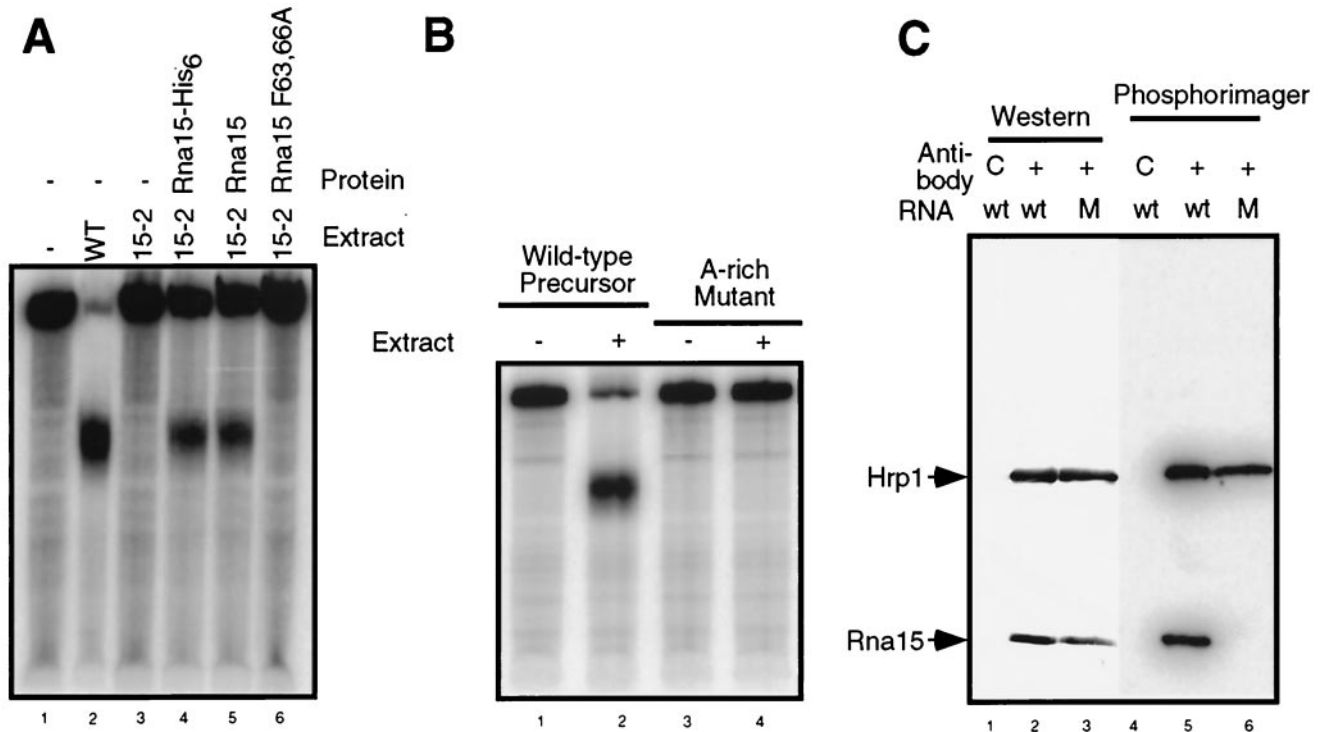 A
B
C
- - - Rna15-His6 Rna15 Rna15 F63,66A Protein
- WT 15-2 15-2 15-2 15-2 Extract
1 2 3 4 5 6
Wild-type Precursor
A-rich Mutant
Extract - + - +
1 2 3 4
Western
Phosphorimager
Anti-body C + + C + +
RNA wt wt M wt wt M
Hrp1
Rna15
1 2 3 4 5 6